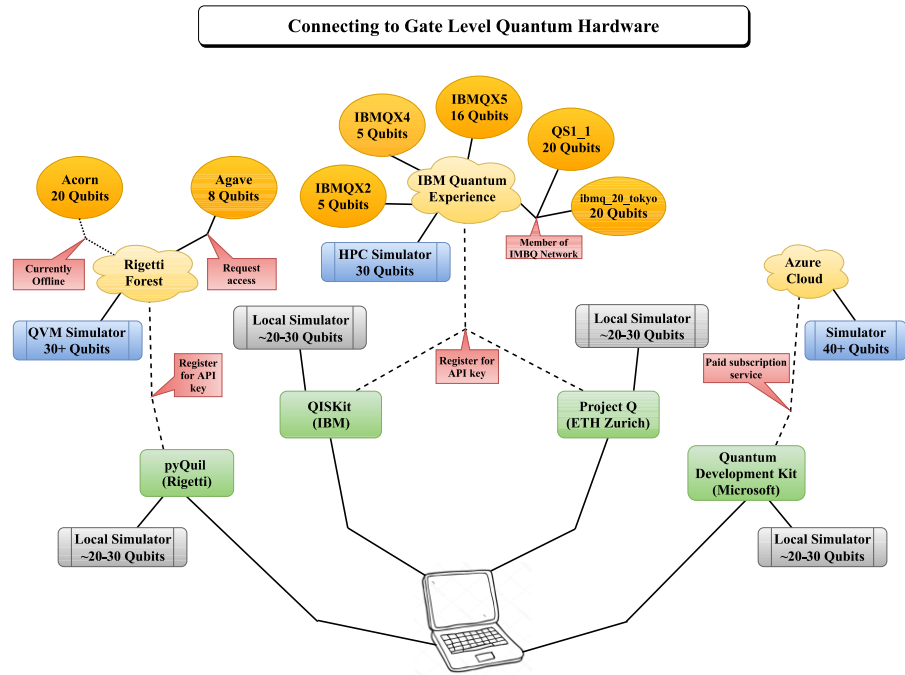 Connecting to Gate Level Quantum Hardware
IBMQX4
5 Qubits
IBMQX5
16 Qubits
QS1_1
20 Qubits
Acorn
20 Qubits
Agave
8 Qubits
IBMQX2
5 Qubits
IBM Quantum
Experience
ibmq_20_tokyo
20 Qubits
Currently
Offline
Rigetti
Forest
Request
access
HPC Simulator
30 Qubits
Member of
IMBQ Network
Azure
Cloud
QVM Simulator
30+ Qubits
Local Simulator
~20-30 Qubits
Local Simulator
~20-30 Qubits
Simulator
40+ Qubits
Register
for API
key
Register for
API key
Paid subscription
service
QISKit
(IBM)
Project Q
(ETH Zurich)
pyQuil
(Rigetti)
Quantum
Development Kit
(Microsoft)
Local Simulator
~20-30 Qubits
Local Simulator
~20-30 Qubits